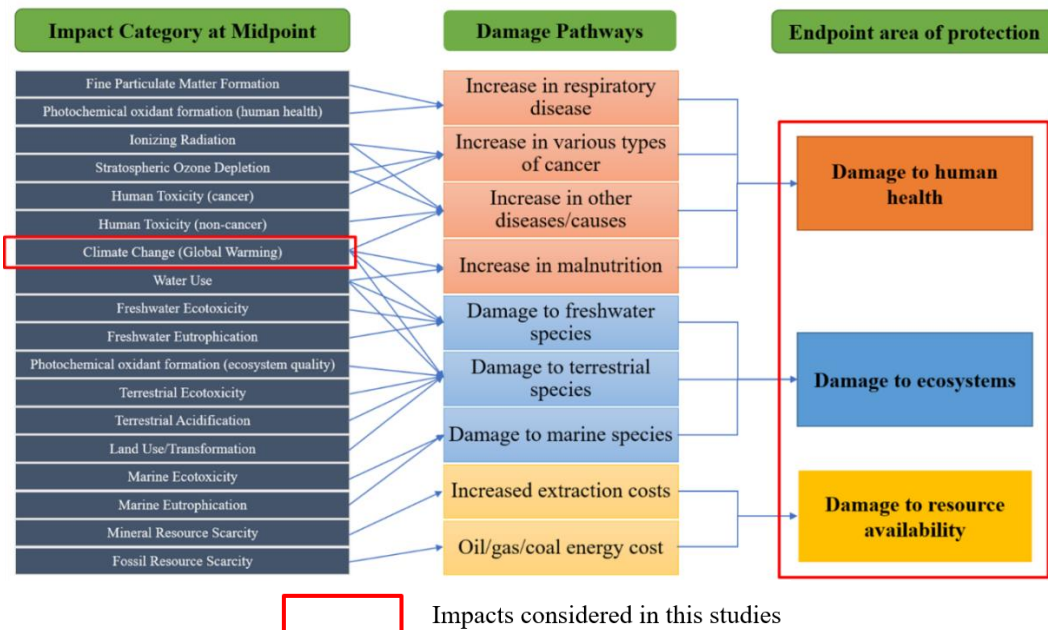 Impact Category at Midpoint
Damage Pathways
Endpoint area of protection
Fine Particulate Matter Formation
Photochemical oxidant formation (human health)
Ionizing Radiation
Stratospheric Ozone Depletion
Human Toxicity (cancer)
Human Toxicity (non-cancer)
Climate Change (Global Warming)
Water Use
Freshwater Ecotoxicity
Freshwater Eutrophication
Photochemical oxidant formation (ecosystem quality)
Terrestrial Ecotoxicity
Terrestrial Acidification
Land Use/Transformation
Marine Ecotoxicity
Marine Eutrophication
Mineral Resource Scarcity
Fossil Resource Scarcity
Increase in respiratory
disease
Increase in various types
of cancer
Increase in other
diseases/causes
Increase in malnutrition
Damage to freshwater
species
Damage to terrestrial
species
Damage to marine species
Increased extraction costs
Oil/gas/coal energy cost
Damage to human
health
Damage to ecosystems
Damage to resource
availability
Impacts considered in this studies